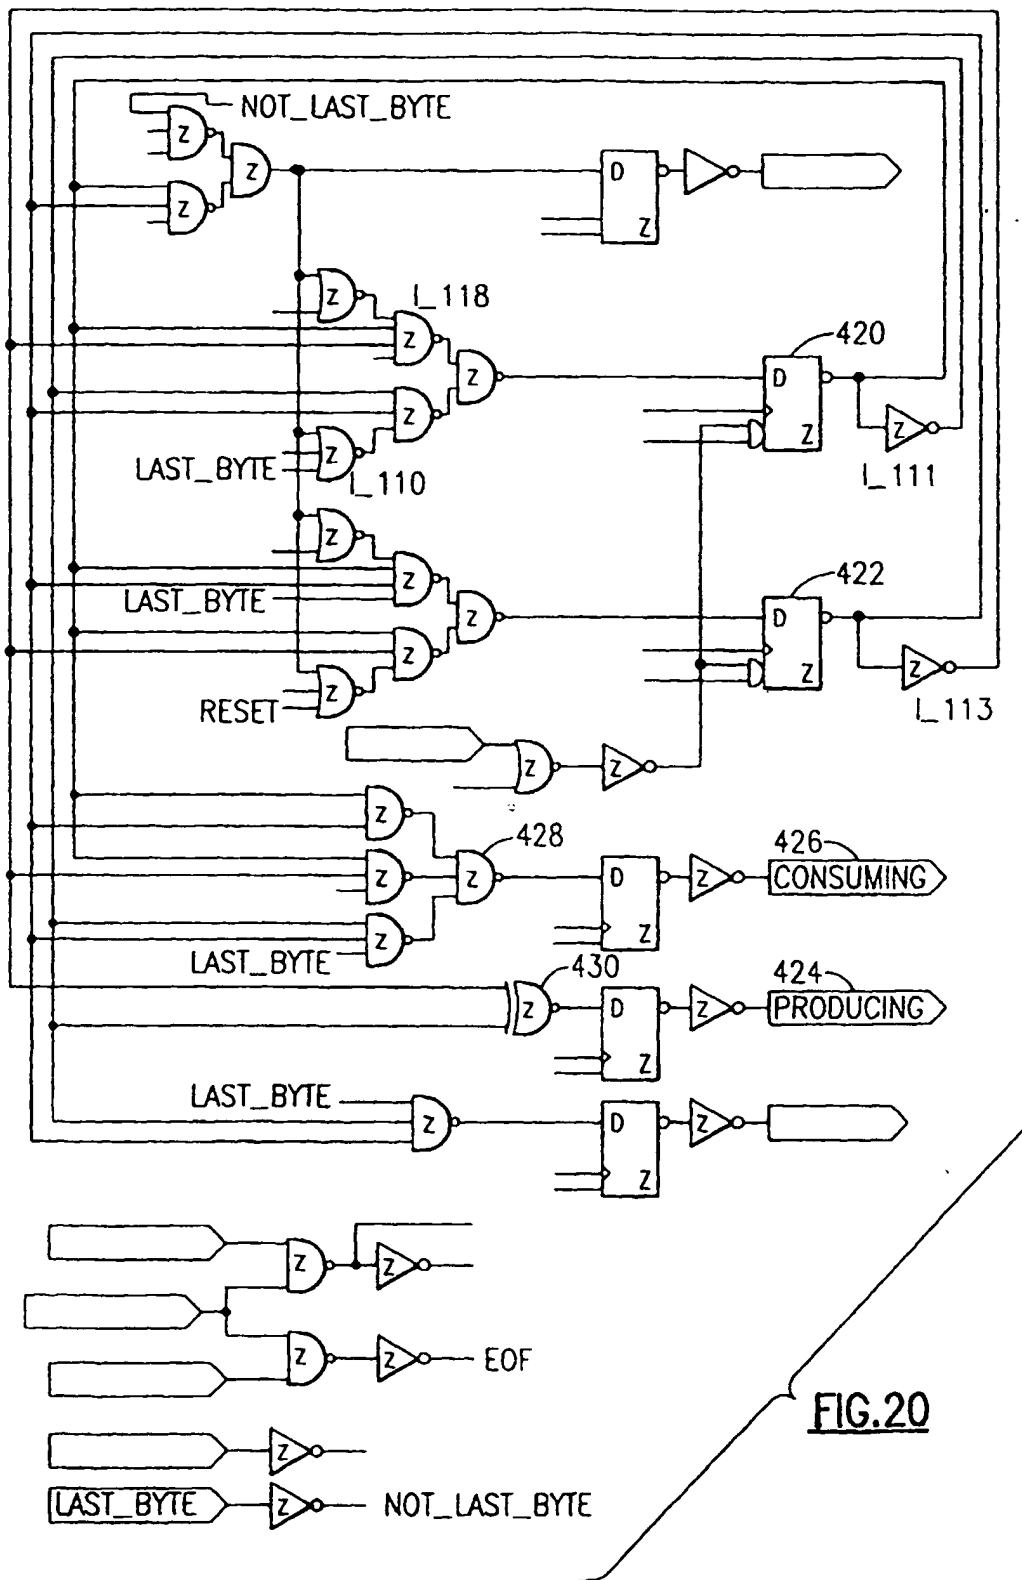 NOT_LAST_BYTE
Z
Z
Z
D
Z
Z
Z
I_118
Z
Z
420
D
Z
Z
Z
Z
LAST_BYTE
I_110
I_111
Z
Z
422
LAST_BYTE
Z
D
Z
Z
Z
Z
RESET
I_113
Z
Z
Z
428
426
Z
Z
D
Z
Z
CONSUMING
Z
LAST_BYTE
430
424
Z
D
Z
Z
PRODUCING
LAST_BYTE
Z
D
Z
Z
Z
Z
Z
Z
EOF
FIG.20
Z
LAST_BYTE
Z
NOT_LAST_BYTE